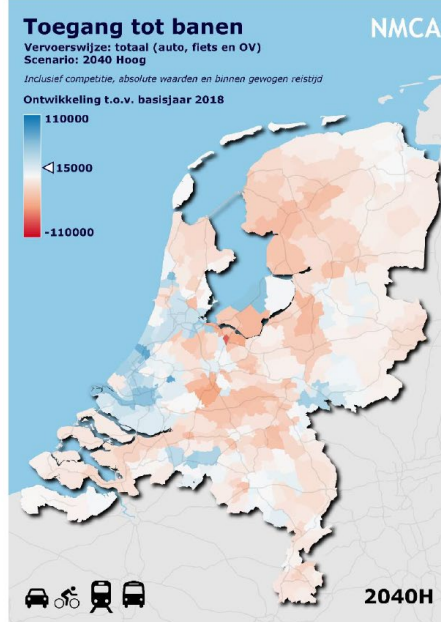 Toegang tot banen
NMCA
Vervoerswijze: totaal (auto, fiets en OV)
Scenario: 2040 Hoog
Inclusief competitie, absolute waarden en binnen gewogen reistijd
Ontwikkeling t.o.v. basisjaar 2018
110000
15000
-110000
2040H